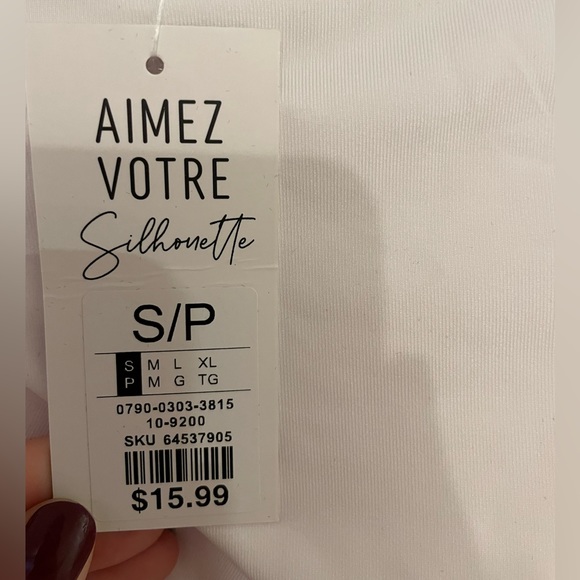 AIMEZ
VOTRE
Silhouette
S/P
S M L XL
P M G TG
0790-0303-3815
10-9200
SKU 64537905
$15.99